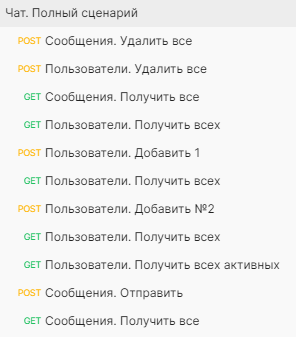 Чат. Полный сценарий
POST Сообщения. Удалить все
POST Пользователи. Удалить все
GET Сообщения. Получить все
GET Пользователи. Получить всех
POST Пользователи. Добавить 1
GET Пользователи. Получить всех
POST Пользователи. Добавить №2
GET Пользователи. Получить всех
GET Пользователи. Получить всех активных
POST Сообщения. Отправить
GET Сообщения. Получить все